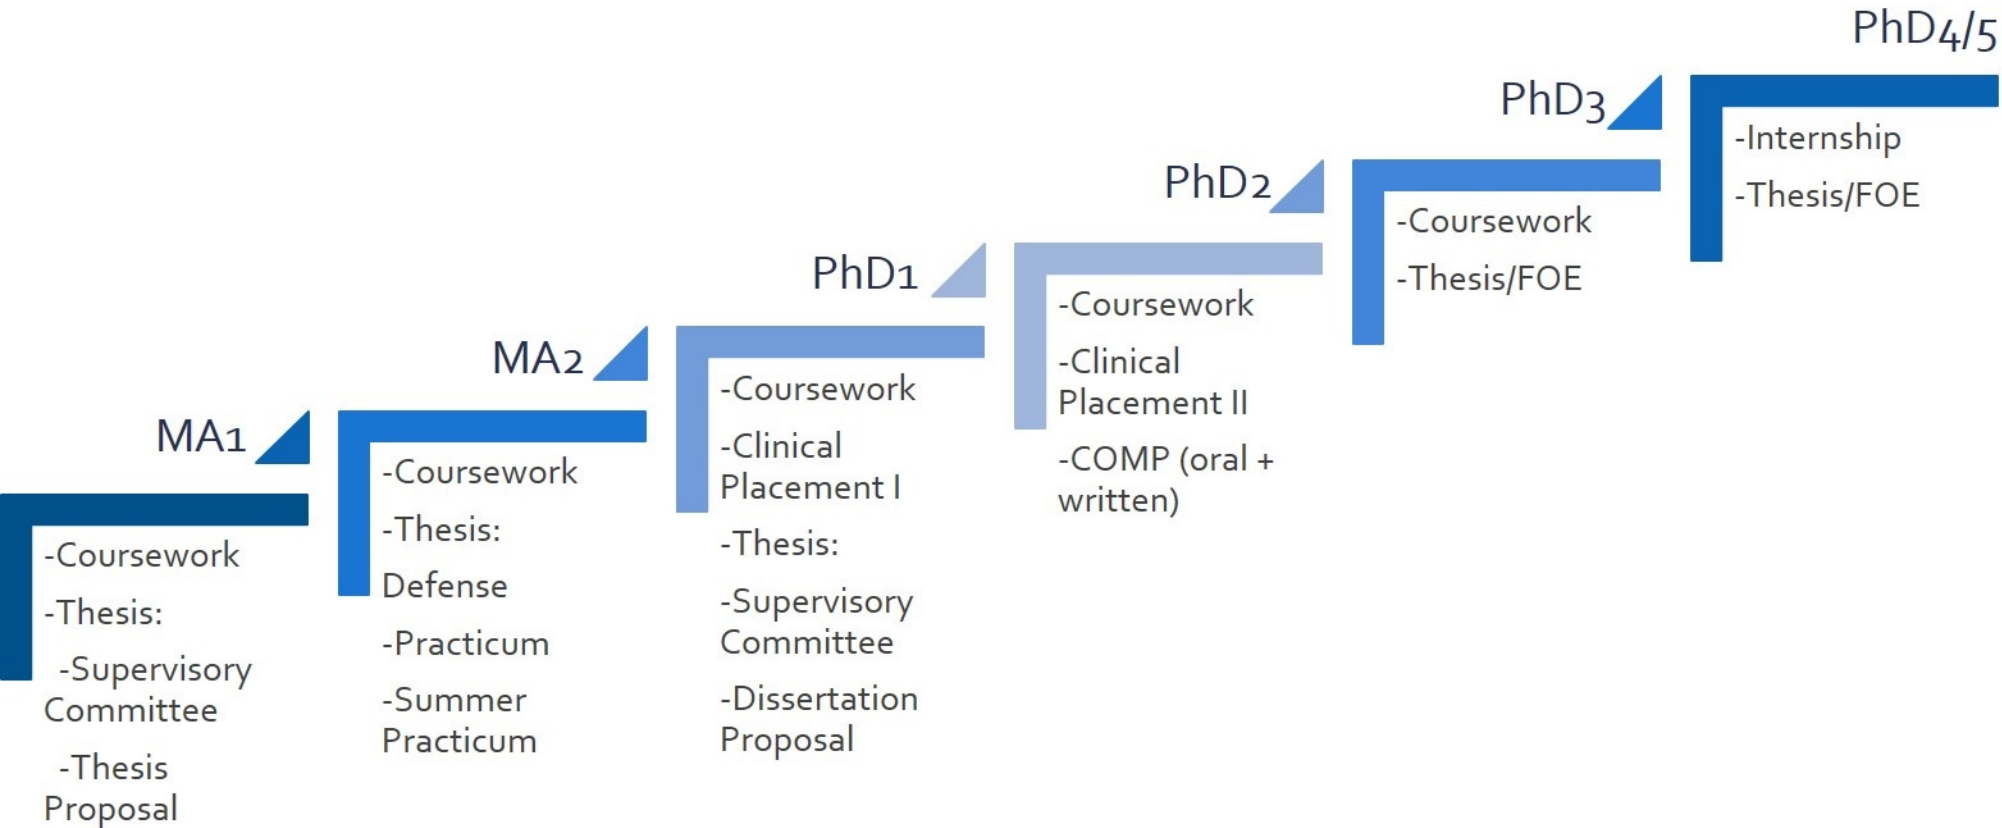 MA1
-Coursework
-Thesis:
-Supervisory
Committee
-Thesis
Proposal
MA2
-Coursework
-Thesis:
Defense
-Practicum
-Summer
Practicum
PhD1
-Coursework
-Clinical
Placement I
-Thesis:
-Supervisory
Committee
-Dissertation
Proposal
PhD2
-Coursework
-Clinical
Placement II
-COMP (oral +
written)
PhD3
-Coursework
-Thesis/FOE
PhD4/5
-Internship
-Thesis/FOE